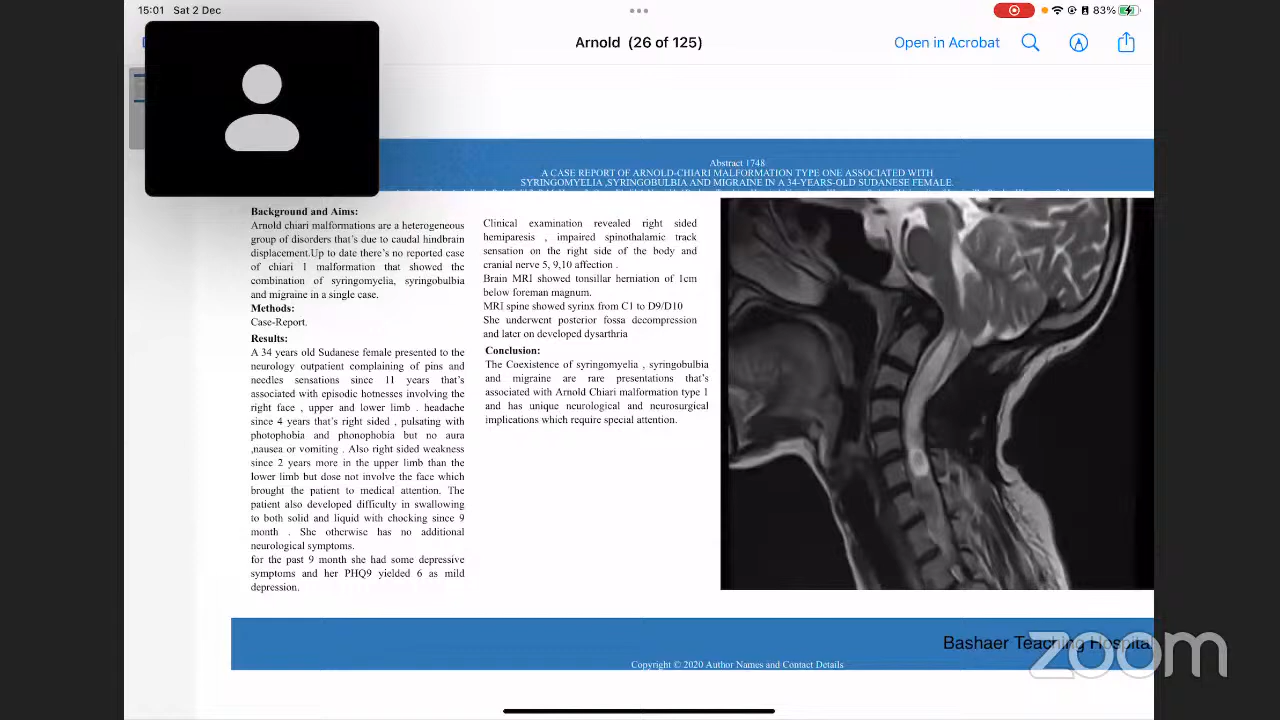 15:01 Sat 2 Dec
83%
Arnold (26 of 125)
Open in Acrobat
Abstract 1748
A CASE REPORT OF ARNOLD-CHIARI MALFORMATION TYPE ONE ASSOCIATED WITH
SYRINGOMYELIA ,SYRINGOBULBIA AND MIGRAINE IN A 34-YEARS-OLD SUDANESE FEMALE.
Background and Aims:
Arnold chiari malformations are a heterogeneous
group of disorders that's due to caudal hindbrain
displacement.Up to date there's no reported case
of chiari 1 malformation that showed the
combination of syringomyelia, syringobulbia
and migraine in a single case.
Methods:
Case-Report.
Results:
A 34 years old Sudanese female presented to the
neurology outpatient complaining of pins and
needles sensations since 11 years that's
associated with episodic hotnesses involving the
right face , upper and lower limb . headache
since 4 years that's right sided , pulsating with
photophobia and phonophobia but no aura
,nausea or vomiting . Also right sided weakness
since 2 years more in the upper limb than the
lower limb but dose not involve the face which
brought the patient to medical attention. The
patient also developed difficulty in swallowing
to both solid and liquid with chocking since 9
month . She otherwise has no additional
neurological symptoms.
for the past 9 month she had some depressive
symptoms and her PHQ9 yielded 6 as mild
depression.
Clinical examination revealed right sided
hemiparesis , impaired spinothalamic track
sensation on the right side of the body and
cranial nerve 5, 9,10 affection .
Brain MRI showed tonsillar herniation of 1cm
below foreman magnum.
MRI spine showed syrinx from C1 to D9/D10
She underwent posterior fossa decompression
and later on developed dysarthria
Conclusion:
The Coexistence of syringomyelia , syringobulbia
and migraine are rare presentations that's
associated with Arnold Chiari malformation type 1
and has unique neurological and neurosurgical
implications which require special attention.
Bashaer Teaching Hospital
Copyright © 2020 Author Names and Contact Details
zoom